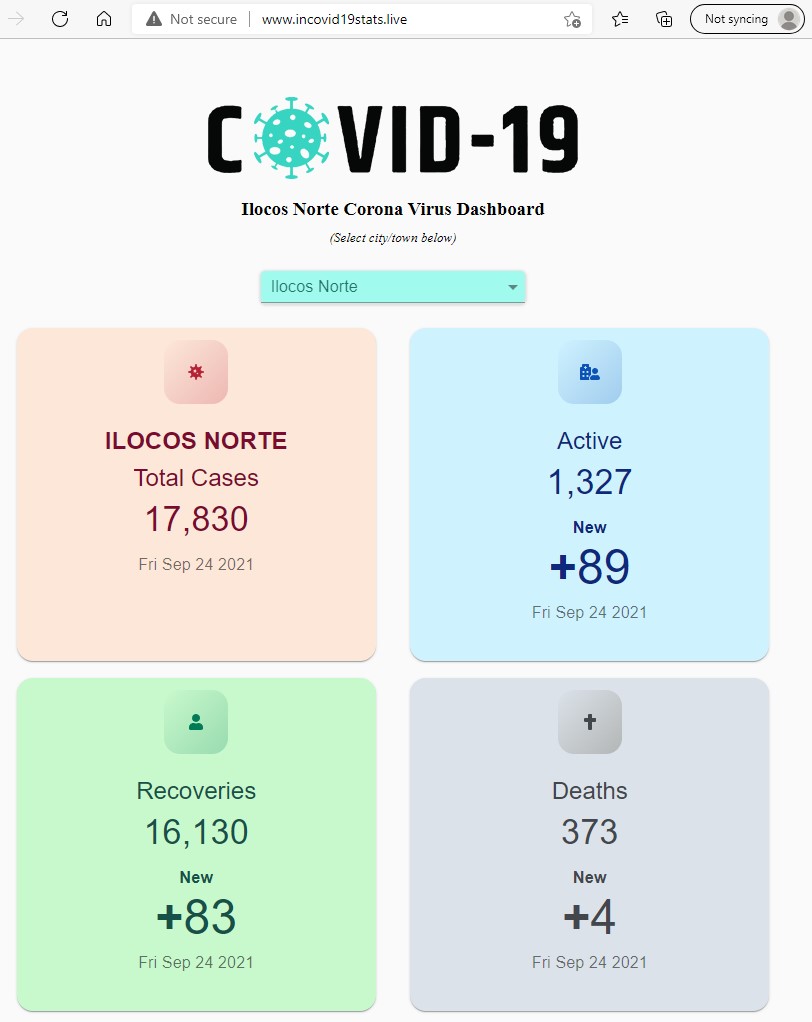 Not secure | www.incovid19stats.live
Not syncing
COVID-19
Ilocos Norte Corona Virus Dashboard
(Select city/town below)
Ilocos Norte
ILOCOS NORTE
Total Cases
17,830
Fri Sep 24 2021
Active
1,327
New
+89
Fri Sep 24 2021
Recoveries
16,130
New
+83
Fri Sep 24 2021
Deaths
373
New
+4
Fri Sep 24 2021